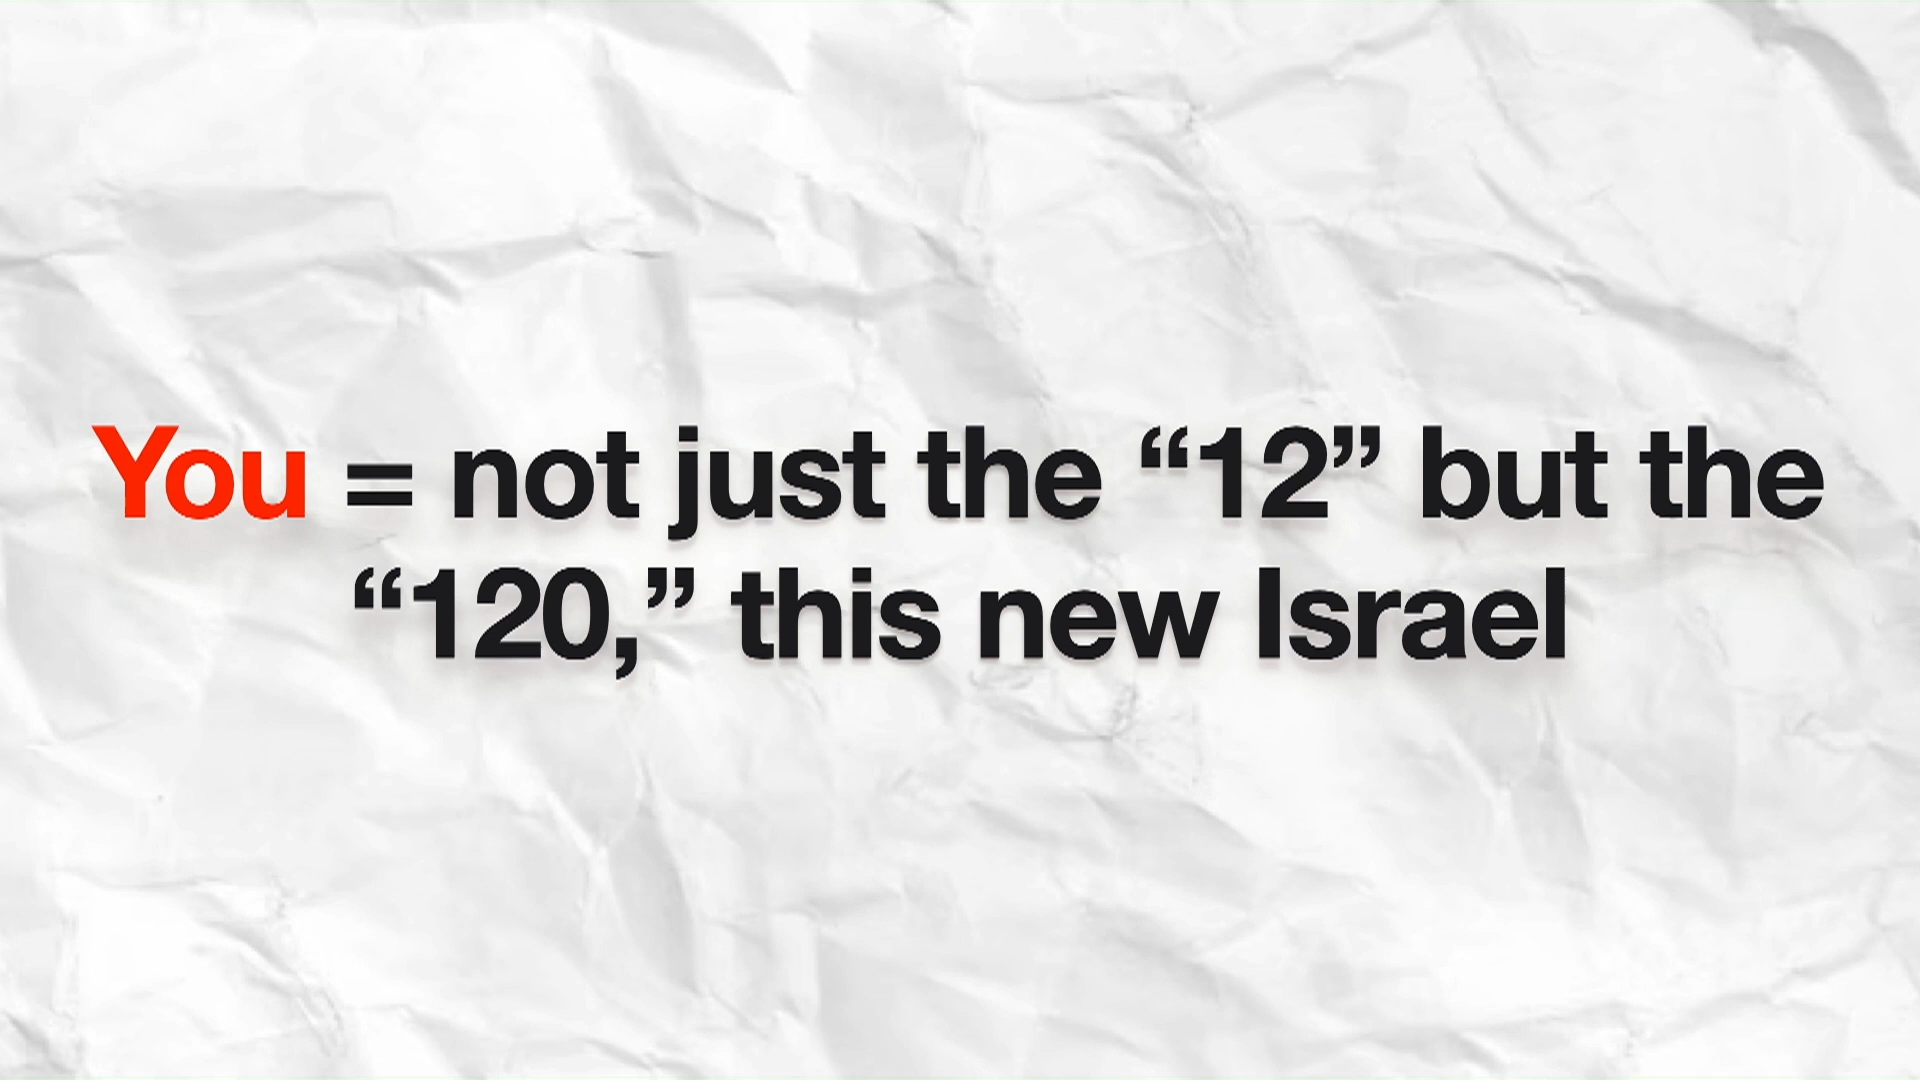 You = not just the “12” but the
“120,” this new Israel